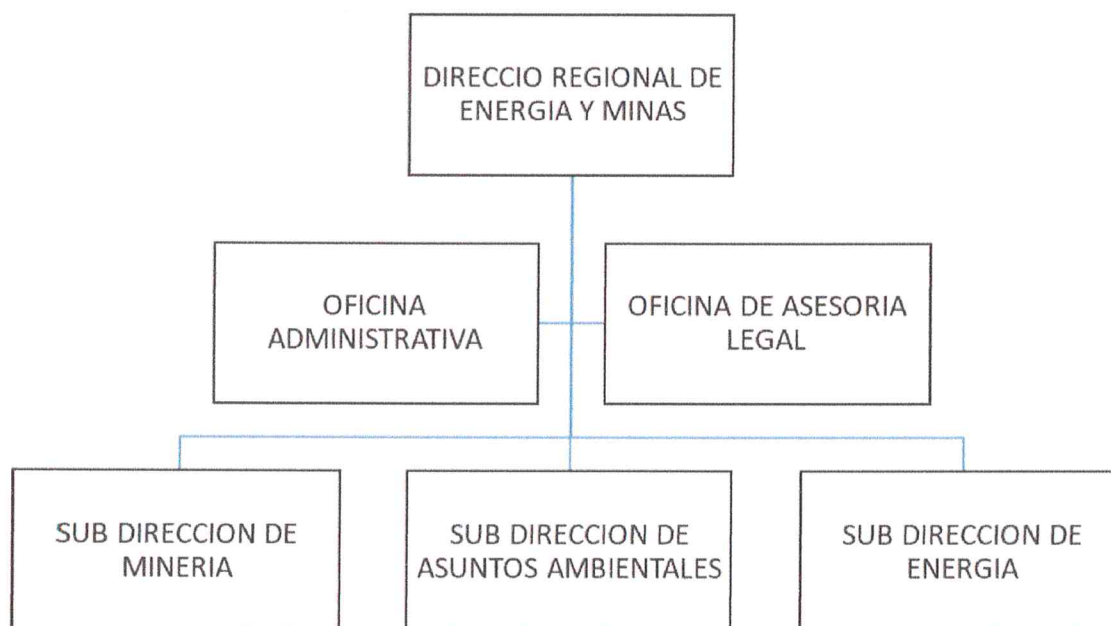 DIRECCIO REGIONAL DE
ENERGIA Y MINAS
OFICINA
ADMINISTRATIVA
OFICINA DE ASESORIA
LEGAL
SUB DIRECCION DE
MINERIA
SUB DIRECCION DE
ASUNTOS AMBIENTALES
SUB DIRECCION DE
ENERGIA